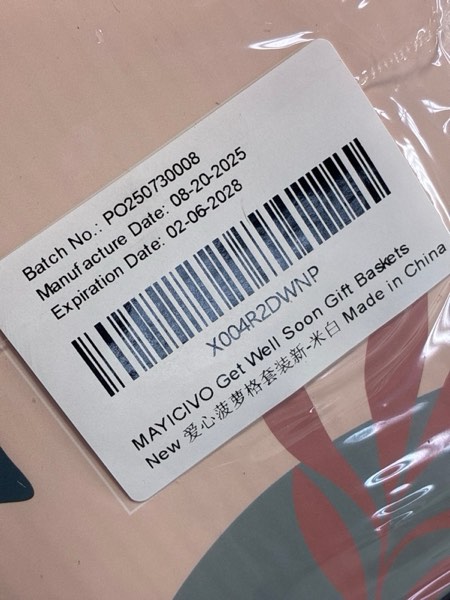 Batch No.: PO250730008
Manufacture Date: 08-20-2025
Expiration Date: 02-06-2028
X004R2DWNP
MAYICIVO Get Well Soon Gift Baskets
New 爱心菠萝格套装新-米白 Made in China